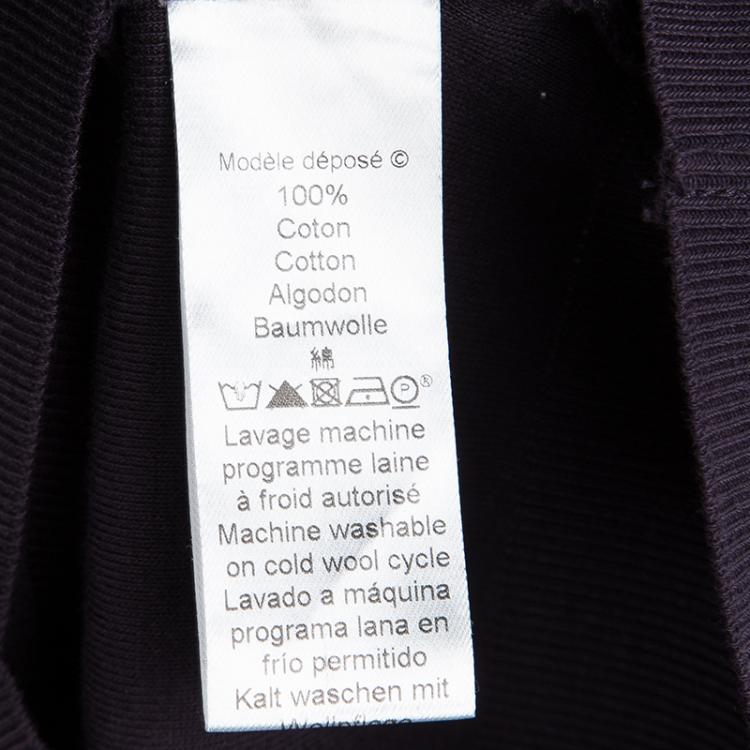 Modèle déposé ©
100%
Coton
Cotton
Algodon
Baumwolle
綿
P ®
Lavage machine
programme laine
à froid autorisé
Machine washable
on cold wool cycle
Lavado a máquina
programa lana en
frío permitido
Kalt waschen mit